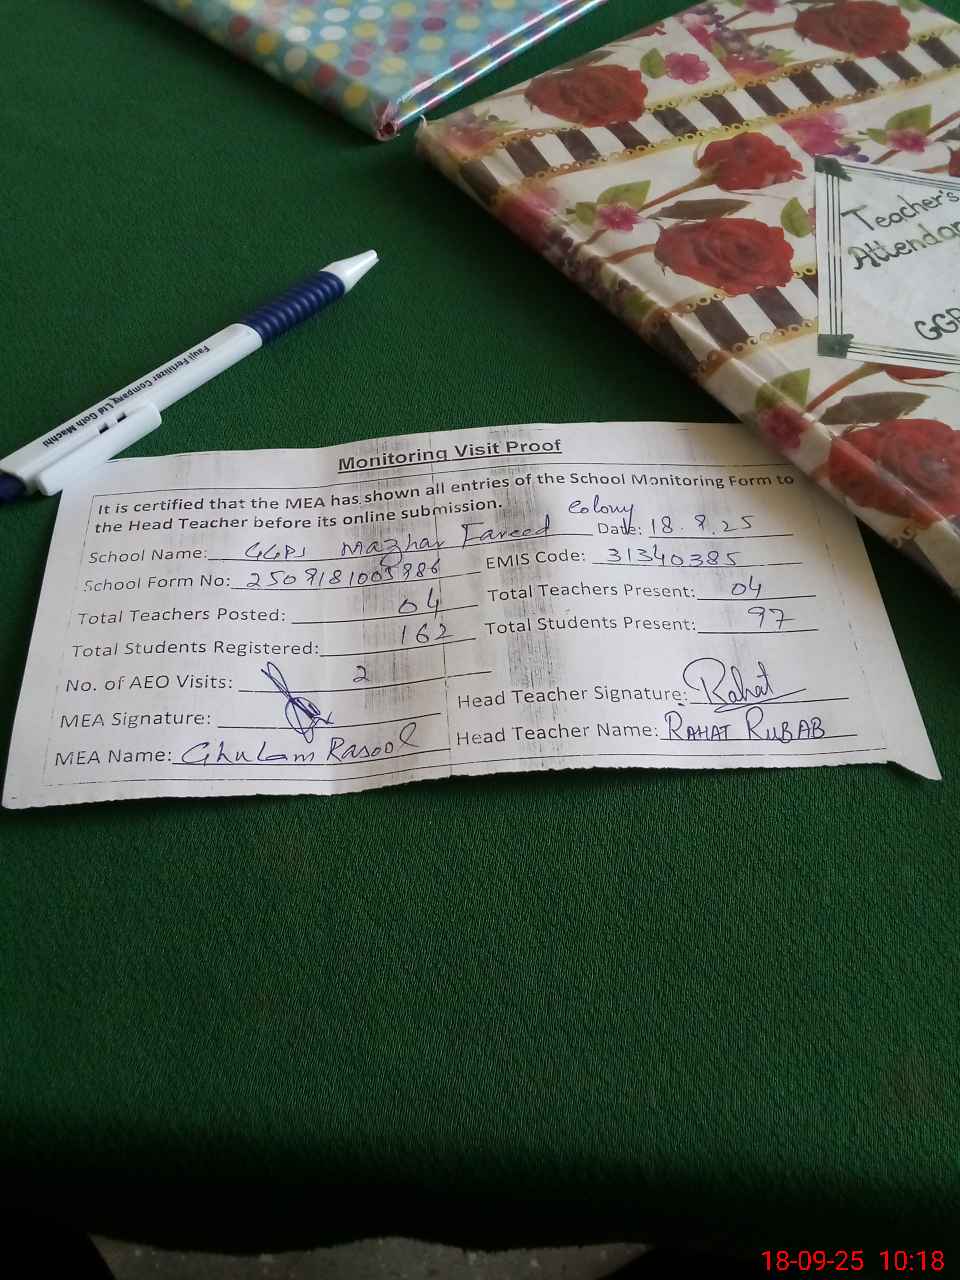 Teacher's
Attendan
GGP
Fauji Fertilizer Company Ltd Goth Machhi
Monitoring Visit Proof
It is certified that the MEA has shown all entries of the School Monitoring Form to
the Head Teacher before its online submission.
School Name: GGPS Mazhar Fareed Colony Date: 18.9.25
School Form No: 2509181005986 EMIS Code: 31340385
Total Teachers Posted: 04 Total Teachers Present: 04
Total Students Registered: 162 Total Students Present: 97
No. of AEO Visits: 2
MEA Signature: Head Teacher Signature: Rahat
MEA Name: Ghulam Rasool Head Teacher Name: RAHAT RUBAB
18-09-25 10:18